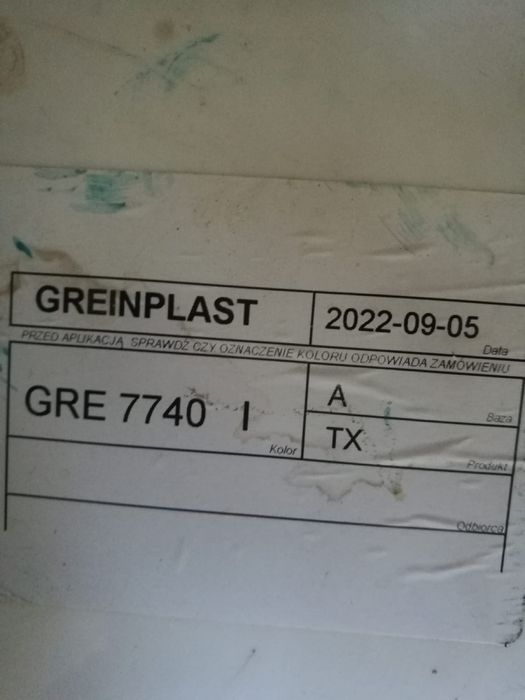 GREINPLAST
2022-09-05
Data
PRZED APLIKACJĄ SPRAWDŹ CZY OZNACZENIE KOLORU ODPOWIADA ZAMÓWIENIU
GRE 7740 I
Kolor
A
Baza
TX
Produkt
Odbiorca